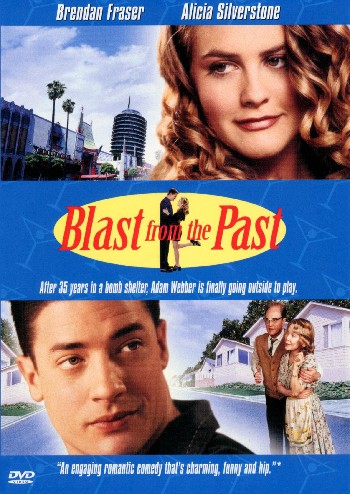 Brendan Fraser Alicia Silverstone
Blast from the Past
After 35 years in a bomb shelter, Adam Webber is finally going outside to play.
DVD
VIDEO
"An engaging romantic comedy that's charming, funny and hip."*